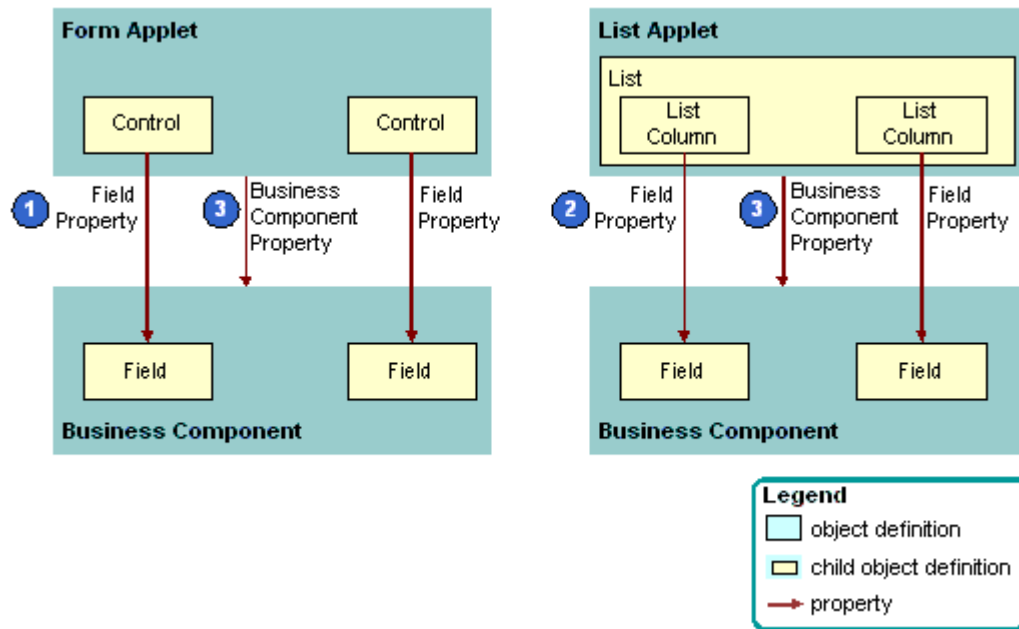 Form Applet
Control
Control
1
Field
Property
3
Business
Component
Property
Field
Property
Field
Field
Business Component
List Applet
List
List
Column
List
Column
2
Field
Property
3
Business
Component
Property
Field
Property
Field
Field
Business Component
Legend
object definition
child object definition
property